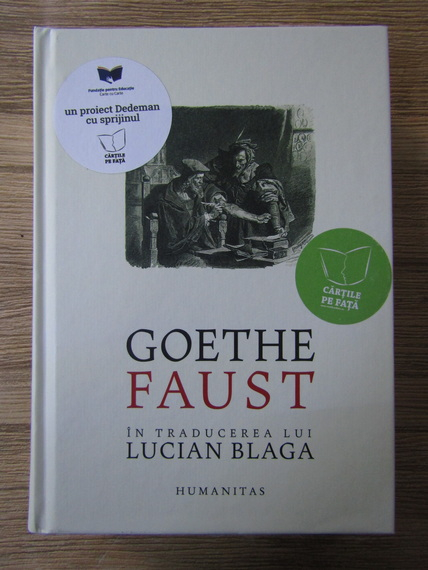 Fundația pentru Educație
Carte cu Carte
un proiect Dedeman
cu sprijinul
CĂRȚILE
PE FAȚĂ
CĂRȚILE
PE FAȚĂ
GOETHE
FAUST
ÎN TRADUCEREA LUI
LUCIAN BLAGA
HUMANITAS